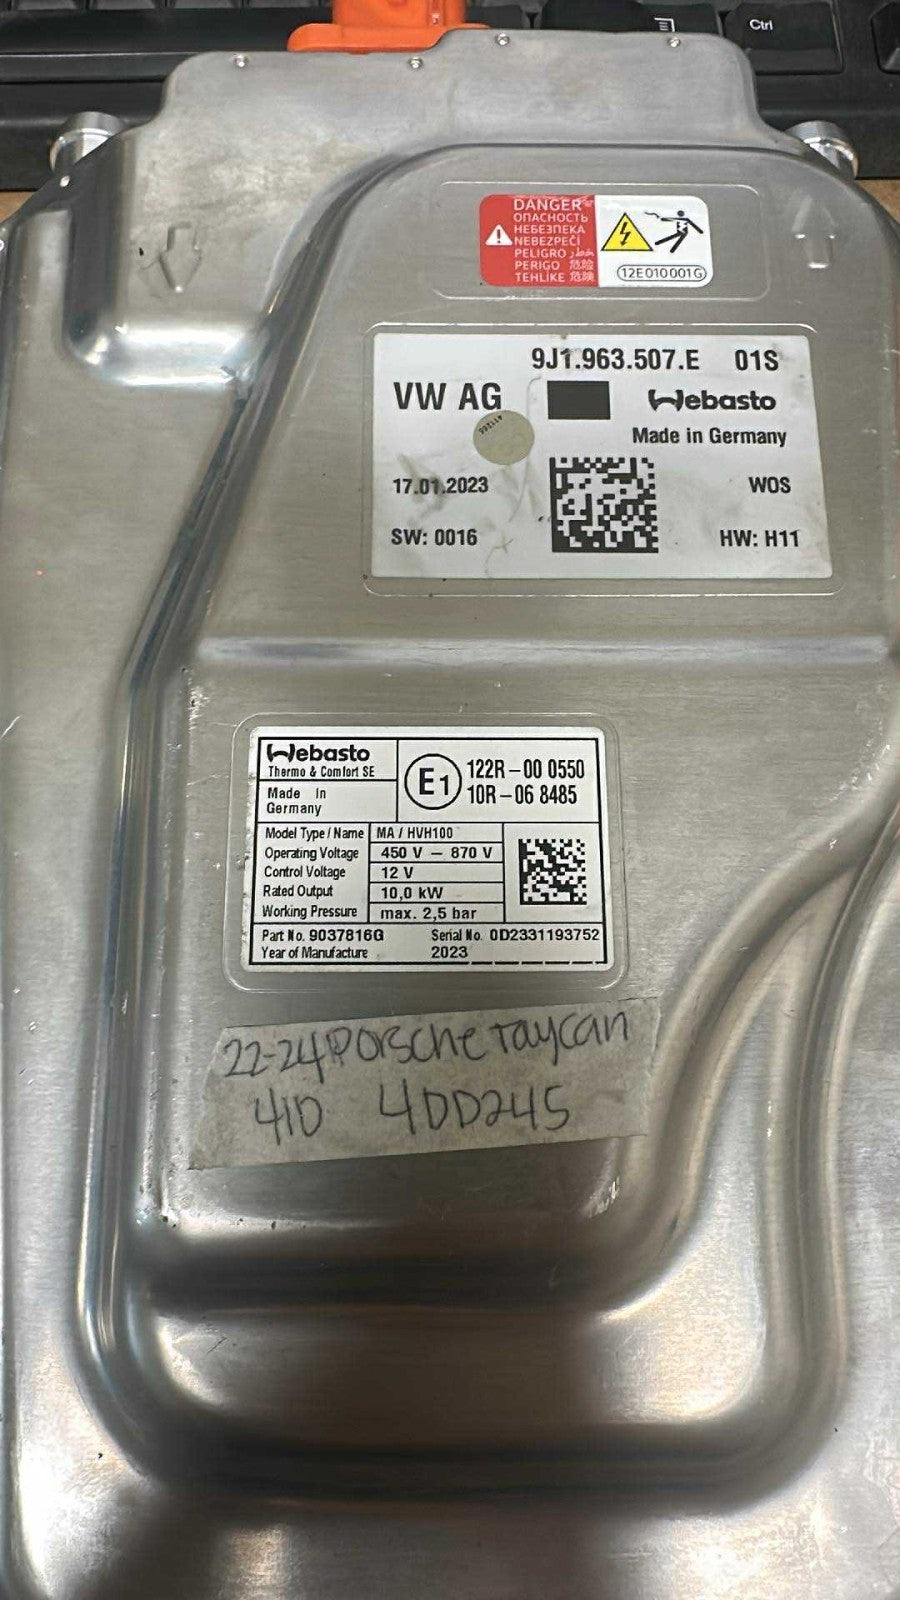 Ctrl
DANGER
ОПАСНОСТЬ
НЕБЕЗПЕКА
NEBEZPEČÍ
PELIGRO خطر
PERIGO 危险
TEHLİKE 危険
12E010001G
9J1.963.507.E 01S
VW AG
Webasto
Made in Germany
17.01.2023
WOS
SW: 0016
HW: H11
Webasto
Thermo & Comfort SE
Made In
Germany
E1
122R-00 0550
10R-06 8485
Model Type / Name MA / HVH100
Operating Voltage 450 V – 870 V
Control Voltage 12 V
Rated Output 10,0 kW
Working Pressure max. 2,5 bar
Part No. 9037816G Serial No. 0D2331193752
Year of Manufacture 2023
22-24 Porsche Taycan
410 4DD245